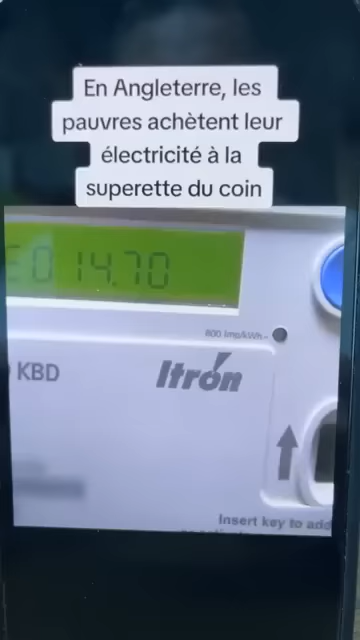 En Angleterre, les
pauvres achètent leur
électricité à la
superette du coin
E 0 14.70
800 Imp/kWh
KBD
Itron
Insert key to add